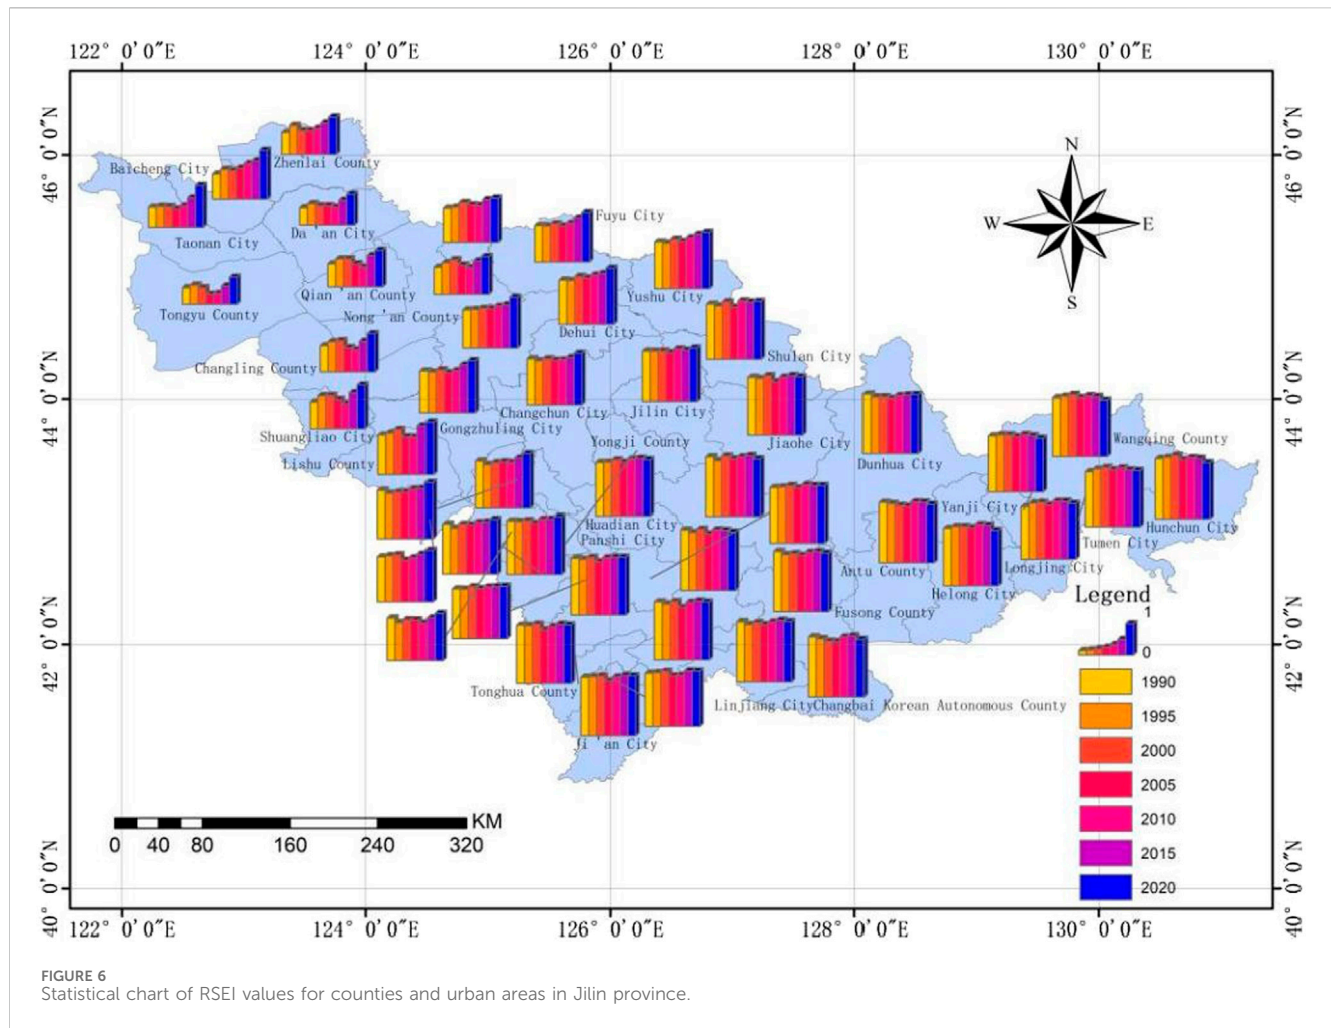 122° 0′0″E 124° 0′0″E 126° 0′0″E 128° 0′0″E 130° 0′0″E
46° 0′0″N
44° 0′0″N
42° 0′0″N
40° 0′0″N
46° 0′0″N
44° 0′0″N
42° 0′0″N
40° 0′0″N
N
W E
S
Baicheng City
Zhenlai County
Taonan City
Da 'an City
Fuyu City
Qian 'an County
Yushu City
Tongyu County
Nong 'an County
Dehui City
Changling County
Shulan City
Changchun City
Jilin City
Shuangliao City
Gongzhuling City
Yongji County
Jiaohe City
Wangqing County
Lishu County
Dunhua City
Yanji City
Huadian City
Hunchun City
Panshi City
Tumen City
Antu County
Longjing City
Helong City
Fusong County
Tonghua County
Linjiang City
Changbai Korean Autonomous County
Ji 'an City
Legend
1
0
1990
1995
2000
2005
2010
2015
2020
KM
0 40 80 160 240 320
122° 0′0″E 124° 0′0″E 126° 0′0″E 128° 0′0″E 130° 0′0″E
FIGURE 6
Statistical chart of RSEI values for counties and urban areas in Jilin province.